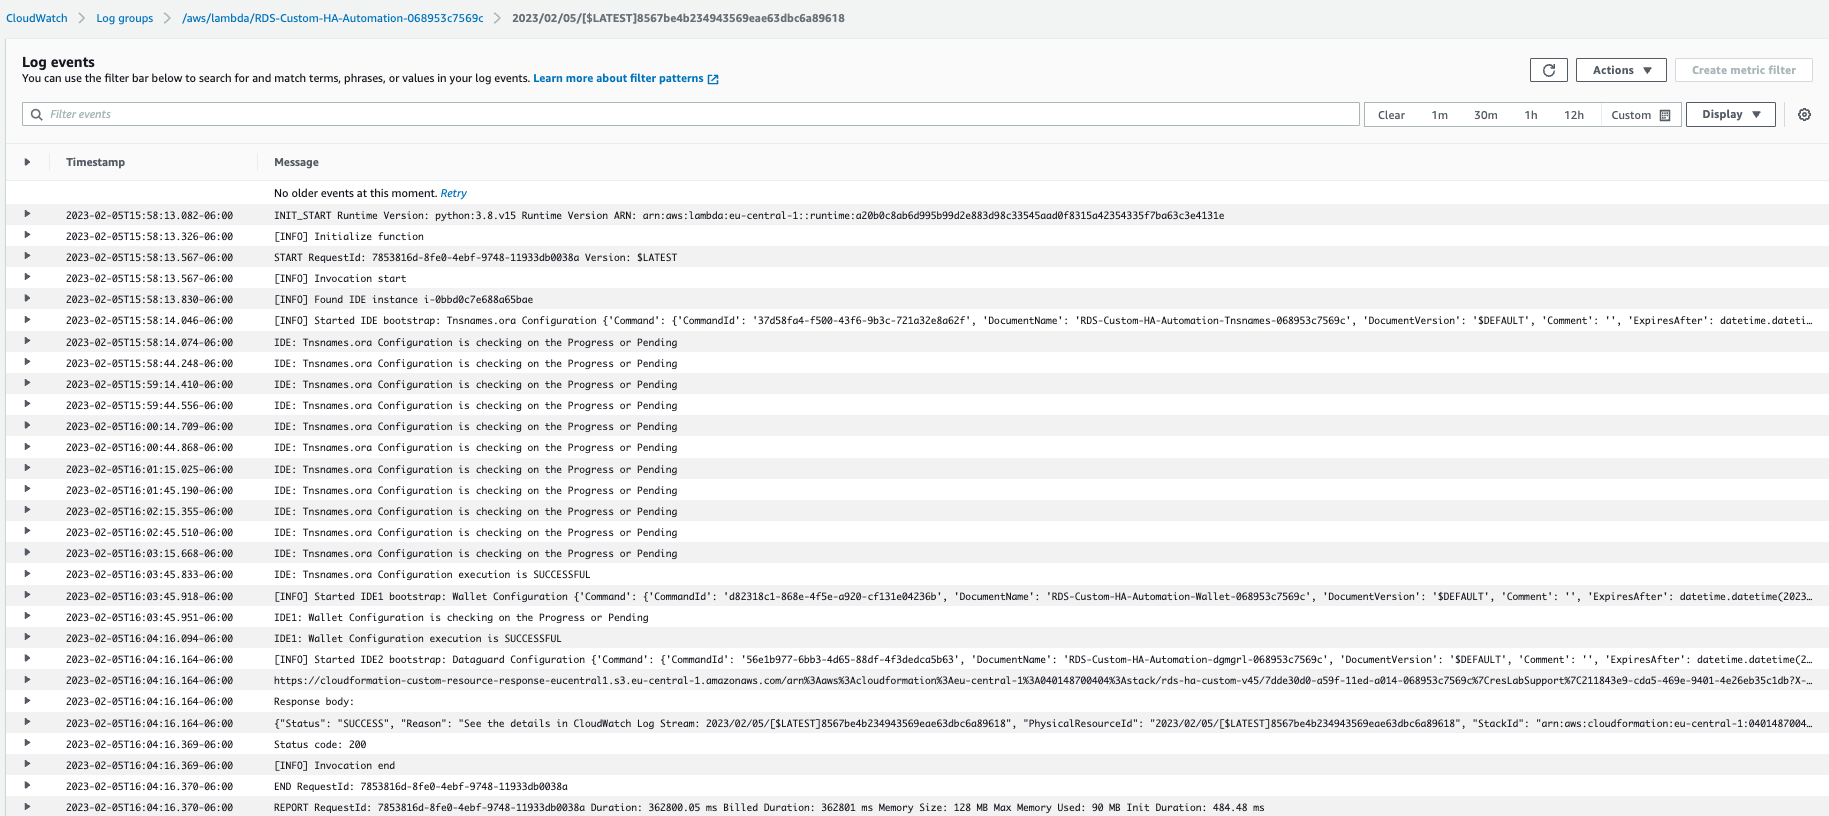 CloudWatch > Log groups > /aws/lambda/RDS-Custom-HA-Automation-068953c7569c > 2023/02/05/[$LATEST]8567be4b234943569eae63dbc6a89618
Log events
You can use the filter bar below to search for and match terms, phrases, or values in your log events. Learn more about filter patterns
Actions
Create metric filter
Filter events
Clear 1m 30m 1h 12h Custom
Display
Timestamp Message
No older events at this moment. Retry
2023-02-05T15:58:13.082-06:00 INIT_START Runtime Version: python:3.8.v15 Runtime Version ARN: arn:aws:lambda:eu-central-1::runtime:a20b0c8ab6d995b99d2e883d98c33545aad0f8315a42354335f7ba63c3e4131e
2023-02-05T15:58:13.326-06:00 [INFO] Initialize function
2023-02-05T15:58:13.567-06:00 START RequestId: 7853816d-8fe0-4ebf-9748-11933db0038a Version: $LATEST
2023-02-05T15:58:13.567-06:00 [INFO] Invocation start
2023-02-05T15:58:13.830-06:00 [INFO] Found IDE instance i-0bbd0c7e688a65bae
2023-02-05T15:58:14.046-06:00 [INFO] Started IDE bootstrap: Tnsnames.ora Configuration {'Command': {'CommandId': '37d58fa4-f500-43f6-9b3c-721a32e8a62f', 'DocumentName': 'RDS-Custom-HA-Automation-Tnsnames-068953c7569c', 'DocumentVersion': '$DEFAULT', 'Comment': '', 'ExpiresAfter': datetime.dateti…
2023-02-05T15:58:14.074-06:00 IDE: Tnsnames.ora Configuration is checking on the Progress or Pending
2023-02-05T15:58:44.248-06:00 IDE: Tnsnames.ora Configuration is checking on the Progress or Pending
2023-02-05T15:59:14.410-06:00 IDE: Tnsnames.ora Configuration is checking on the Progress or Pending
2023-02-05T15:59:44.556-06:00 IDE: Tnsnames.ora Configuration is checking on the Progress or Pending
2023-02-05T16:00:14.709-06:00 IDE: Tnsnames.ora Configuration is checking on the Progress or Pending
2023-02-05T16:00:44.868-06:00 IDE: Tnsnames.ora Configuration is checking on the Progress or Pending
2023-02-05T16:01:15.025-06:00 IDE: Tnsnames.ora Configuration is checking on the Progress or Pending
2023-02-05T16:01:45.190-06:00 IDE: Tnsnames.ora Configuration is checking on the Progress or Pending
2023-02-05T16:02:15.355-06:00 IDE: Tnsnames.ora Configuration is checking on the Progress or Pending
2023-02-05T16:02:45.510-06:00 IDE: Tnsnames.ora Configuration is checking on the Progress or Pending
2023-02-05T16:03:15.668-06:00 IDE: Tnsnames.ora Configuration is checking on the Progress or Pending
2023-02-05T16:03:45.833-06:00 IDE: Tnsnames.ora Configuration execution is SUCCESSFUL
2023-02-05T16:03:45.918-06:00 [INFO] Started IDE1 bootstrap: Wallet Configuration {'Command': {'CommandId': 'd82318c1-868e-4f5e-a920-cf131e04236b', 'DocumentName': 'RDS-Custom-HA-Automation-Wallet-068953c7569c', 'DocumentVersion': '$DEFAULT', 'Comment': '', 'ExpiresAfter': datetime.datetime(2023…
2023-02-05T16:03:45.951-06:00 IDE1: Wallet Configuration is checking on the Progress or Pending
2023-02-05T16:04:16.094-06:00 IDE1: Wallet Configuration execution is SUCCESSFUL
2023-02-05T16:04:16.164-06:00 [INFO] Started IDE2 bootstrap: Dataguard Configuration {'Command': {'CommandId': '56e1b977-6bb3-4d65-88df-4f3dedca5b63', 'DocumentName': 'RDS-Custom-HA-Automation-dgmgrl-068953c7569c', 'DocumentVersion': '$DEFAULT', 'Comment': '', 'ExpiresAfter': datetime.datetime(2…
2023-02-05T16:04:16.164-06:00 https://cloudformation-custom-resource-response-eucentral1.s3.eu-central-1.amazonaws.com/arn%3Aaws%3Acloudformation%3Aeu-central-1%3A040148700404%3Astack/rds-ha-custom-v45/7dde30d0-a59f-11ed-a014-068953c7569c%7CresLabSupport%7C211843e9-cda5-469e-9401-4e26eb35c1db?X-…
2023-02-05T16:04:16.164-06:00 Response body:
2023-02-05T16:04:16.164-06:00 {"Status": "SUCCESS", "Reason": "See the details in CloudWatch Log Stream: 2023/02/05/[$LATEST]8567be4b234943569eae63dbc6a89618", "PhysicalResourceId": "2023/02/05/[$LATEST]8567be4b234943569eae63dbc6a89618", "StackId": "arn:aws:cloudformation:eu-central-1:0401487004…
2023-02-05T16:04:16.369-06:00 Status code: 200
2023-02-05T16:04:16.369-06:00 [INFO] Invocation end
2023-02-05T16:04:16.370-06:00 END RequestId: 7853816d-8fe0-4ebf-9748-11933db0038a
2023-02-05T16:04:16.370-06:00 REPORT RequestId: 7853816d-8fe0-4ebf-9748-11933db0038a Duration: 362800.05 ms Billed Duration: 362801 ms Memory Size: 128 MB Max Memory Used: 90 MB Init Duration: 484.48 ms